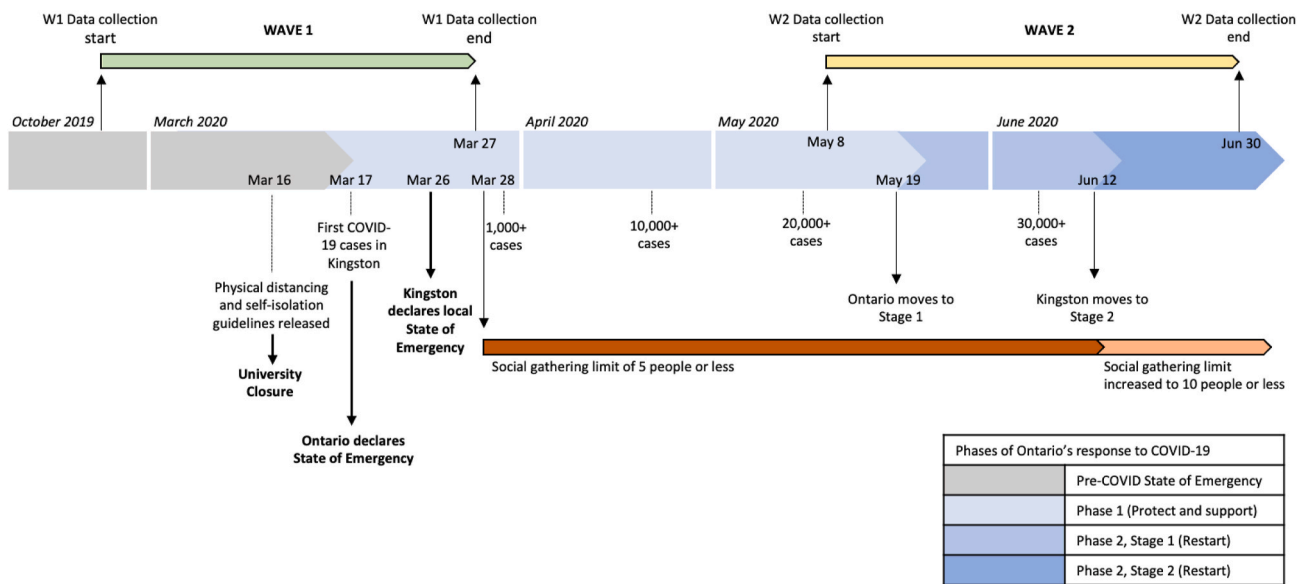 W1 Data collection
start
WAVE 1
W1 Data collection
end
W2 Data collection
start
WAVE 2
W2 Data collection
end
October 2019
March 2020
April 2020
May 2020
June 2020
Mar 27
May 8
Jun 30
Mar 16
Mar 17
Mar 26
Mar 28
May 19
Jun 12
First COVID-
19 cases in
Kingston
1,000+
cases
10,000+
cases
20,000+
cases
30,000+
cases
Physical distancing
and self-isolation
guidelines released
Kingston
declares local
State of
Emergency
Ontario moves to
Stage 1
Kingston moves to
Stage 2
University
Closure
Social gathering limit of 5 people or less
Social gathering limit
increased to 10 people or less
Ontario declares
State of Emergency
Phases of Ontario's response to COVID-19
Pre-COVID State of Emergency
Phase 1 (Protect and support)
Phase 2, Stage 1 (Restart)
Phase 2, Stage 2 (Restart)